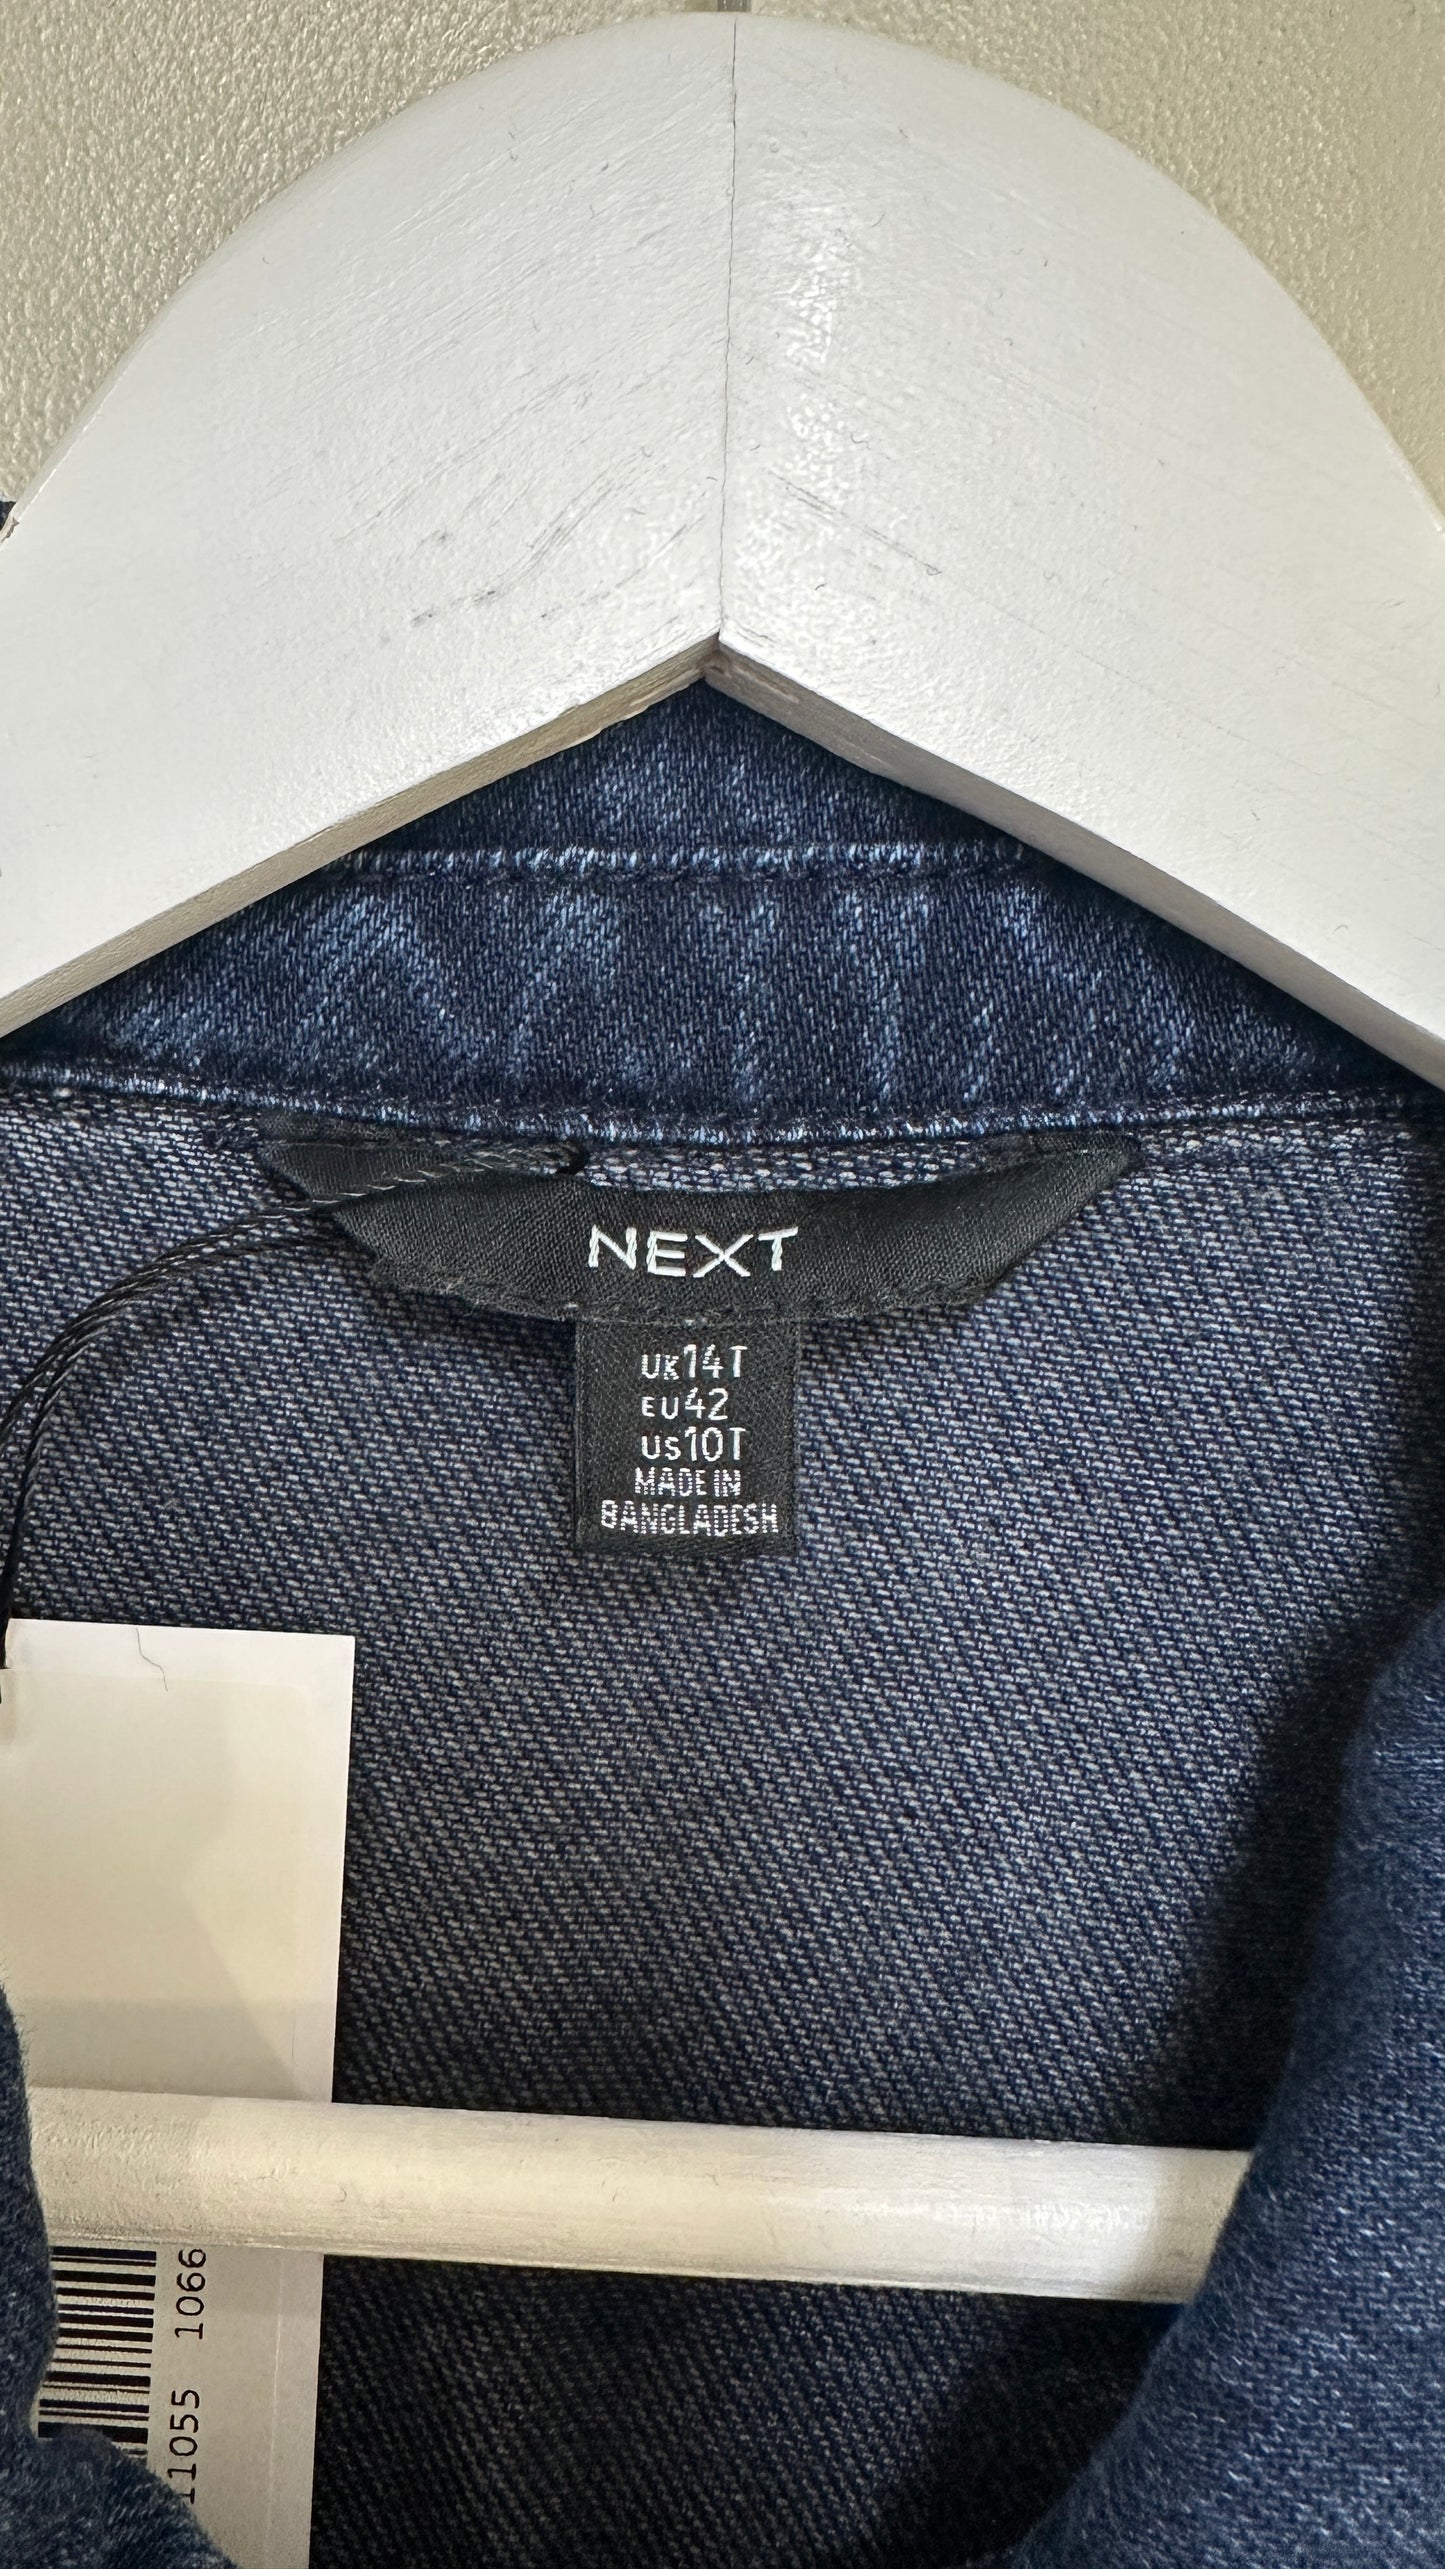 NEXT
UK14T
EU42
US10T
MADE IN
BANGLADESH
11055 1066